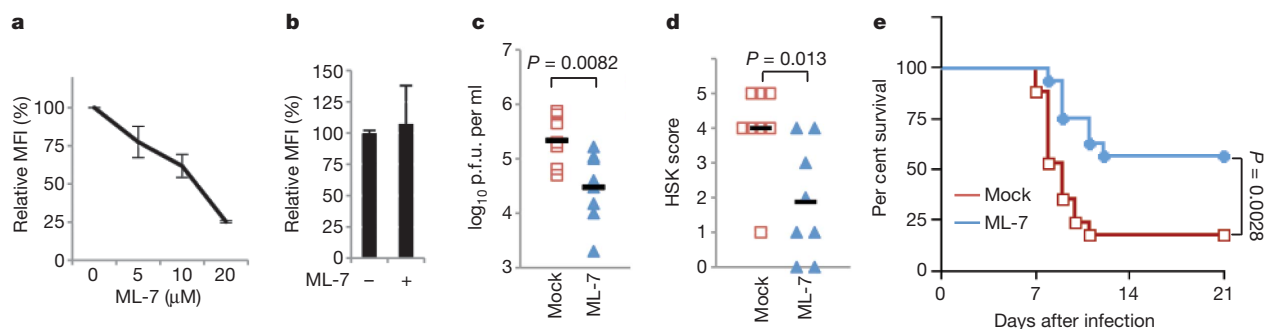 a
Relative MFI (%)
100
75
50
25
0
0 5 10 20
ML-7 (μM)
b
Relative MFI (%)
150
125
100
75
50
25
0
ML-7 – +
c
log10 p.f.u. per ml
7
6
5
4
3
P = 0.0082
Mock
ML-7
d
HSK score
6
5
4
3
2
1
0
P = 0.013
Mock
ML-7
e
Per cent survival
100
75
50
25
0
Mock
ML-7
P = 0.0028
0 7 14 21
Days after infection